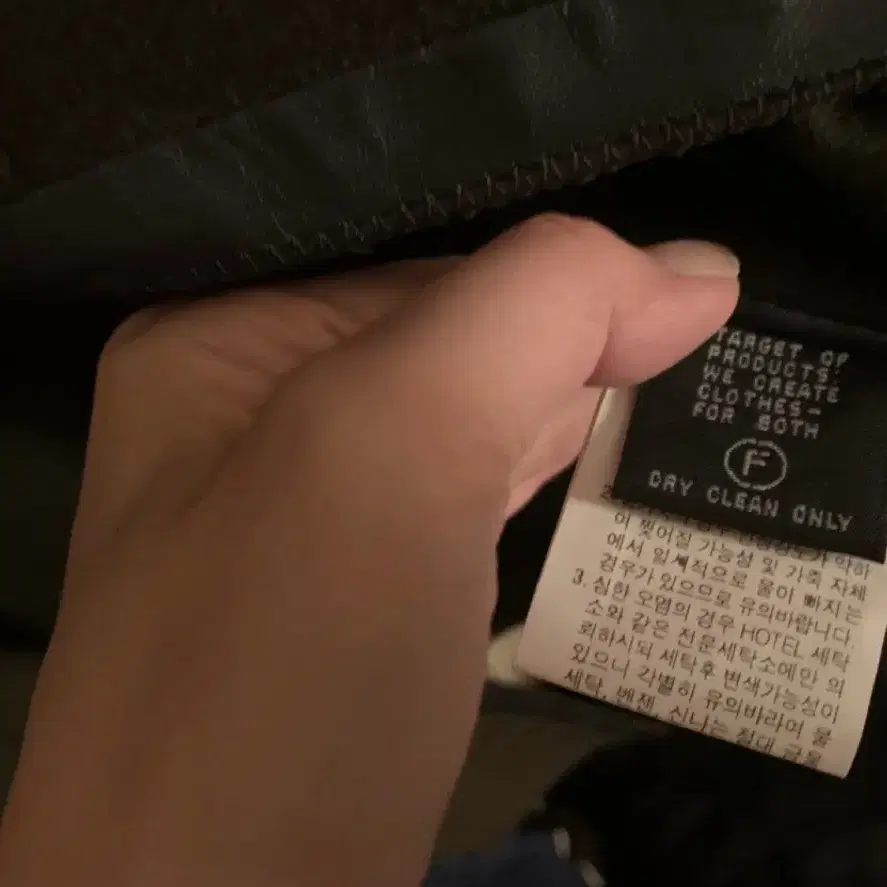 TARGET OF
PRODUCTS.
WE CREATE
CLOTHES-
FOR BOTH
F
DRY CLEAN ONLY
이 찢어질 가능성 및 가죽 자체
에서 일쇄적으로 물이 빠지는
경우가 있으므로 유의바랍니다.
3. 심한 오염의 경우 HOTEL 세탁
소와 같은 전문세탁소에만 의
뢰하시되 세탁후 변색가능성이
있으니 각별히 유의바라며 물
세탁, 벤젠, 신나는 절대 금물